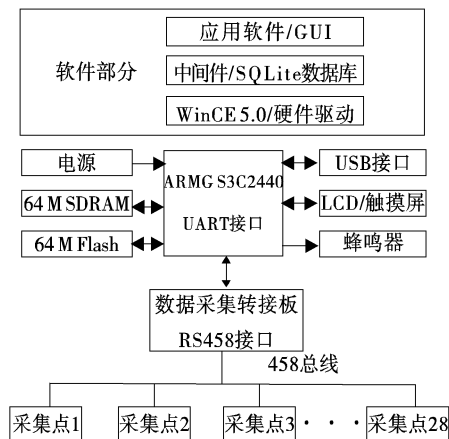 应用软件/GUI
软件部分
中间件/SQLite数据库
WinCE 5.0/硬件驱动
电源
ARMG S3C2440
USB接口
64 M SDRAM
UART接口
LCD/触摸屏
64 M Flash
蜂鸣器
数据采集转接板
RS458接口
458总线
采集点1
采集点2
采集点3
· · ·
采集点28